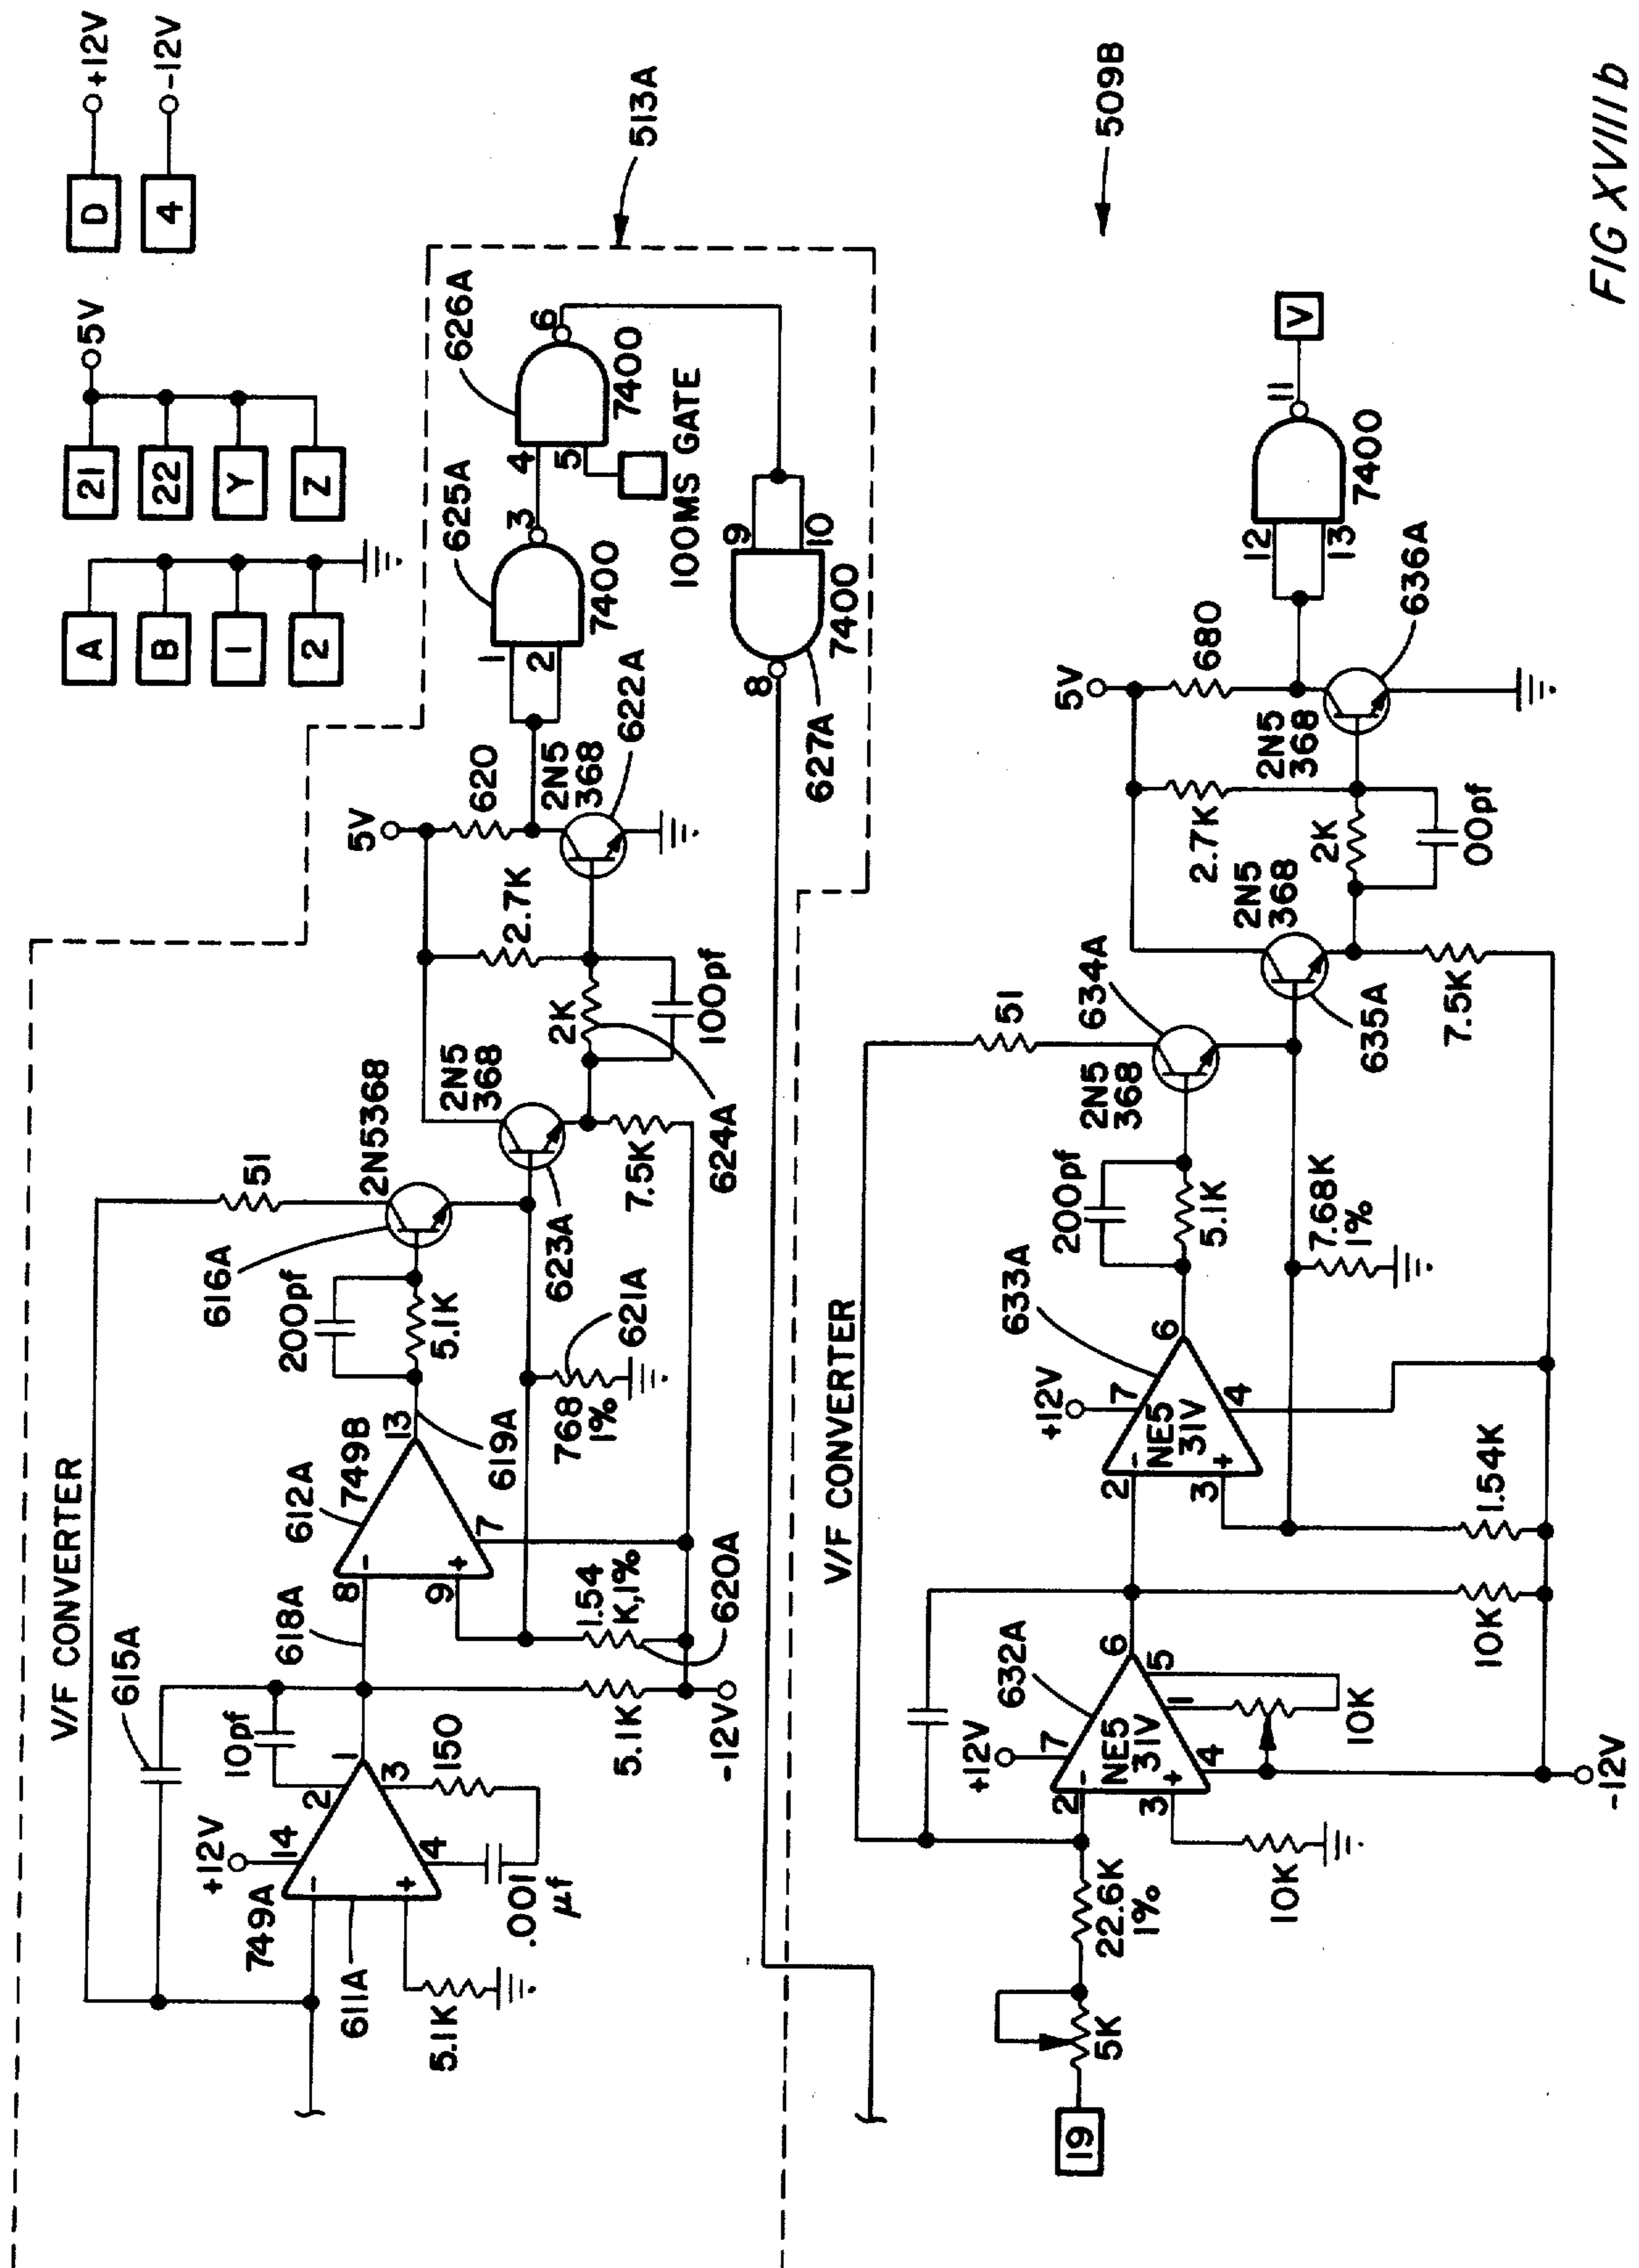 D
+12V
4
-12V
21
5V
22
Y
Z
A
B
1
2
513A
V/F CONVERTER
615A
+12V
749A
14
-
+
611A
5.1K
10pf
1
2
3
4
150
.001
µf
618A
8
9
-
+
612A
749B
13
7
619A
5.1K
1.54
K,1%
620A
-12V
200pf
5.1K
616A
2N5368
51
768
1%
621A
623A
2N5
368
7.5K
624A
2K
100pf
2.7K
5V
620
2N5
368
622A
1
2
3
7400
625A
4
5
6
7400
626A
100MS GATE
9
10
8
7400
627A
509B
V/F CONVERTER
19
5K
22.6K
1%
+12V
7
2
-
NE5
31V
3
+
4
632A
6
5
1
10K
10K
10K
-12V
+12V
7
2
-
NE5
31V
3
+
4
633A
6
1.54K
200pf
5.1K
7.68K
1%
51
634A
2N5
368
635A
2N5
368
7.5K
2K
00pf
2.7K
5V
680
2N5
368
636A
12
13
11
7400
V
FIG XVIII b